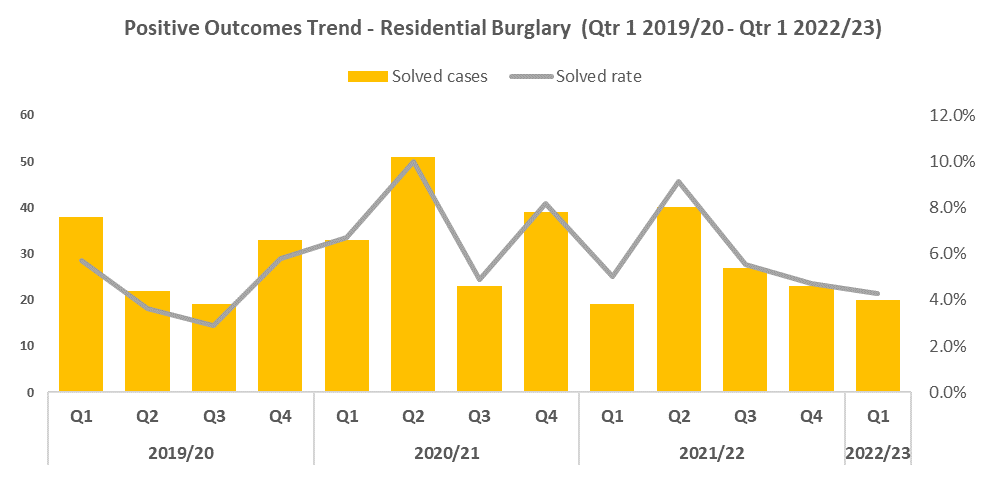 Positive Outcomes Trend - Residential Burglary (Qtr 1 2019/20 - Qtr 1 2022/23)
Solved cases Solved rate
60 12.0%
50 10.0%
40 8.0%
30 6.0%
20 4.0%
10 2.0%
0 0.0%
Q1 Q2 Q3 Q4 Q1 Q2 Q3 Q4 Q1 Q2 Q3 Q4 Q1
2019/20 2020/21 2021/22 2022/23